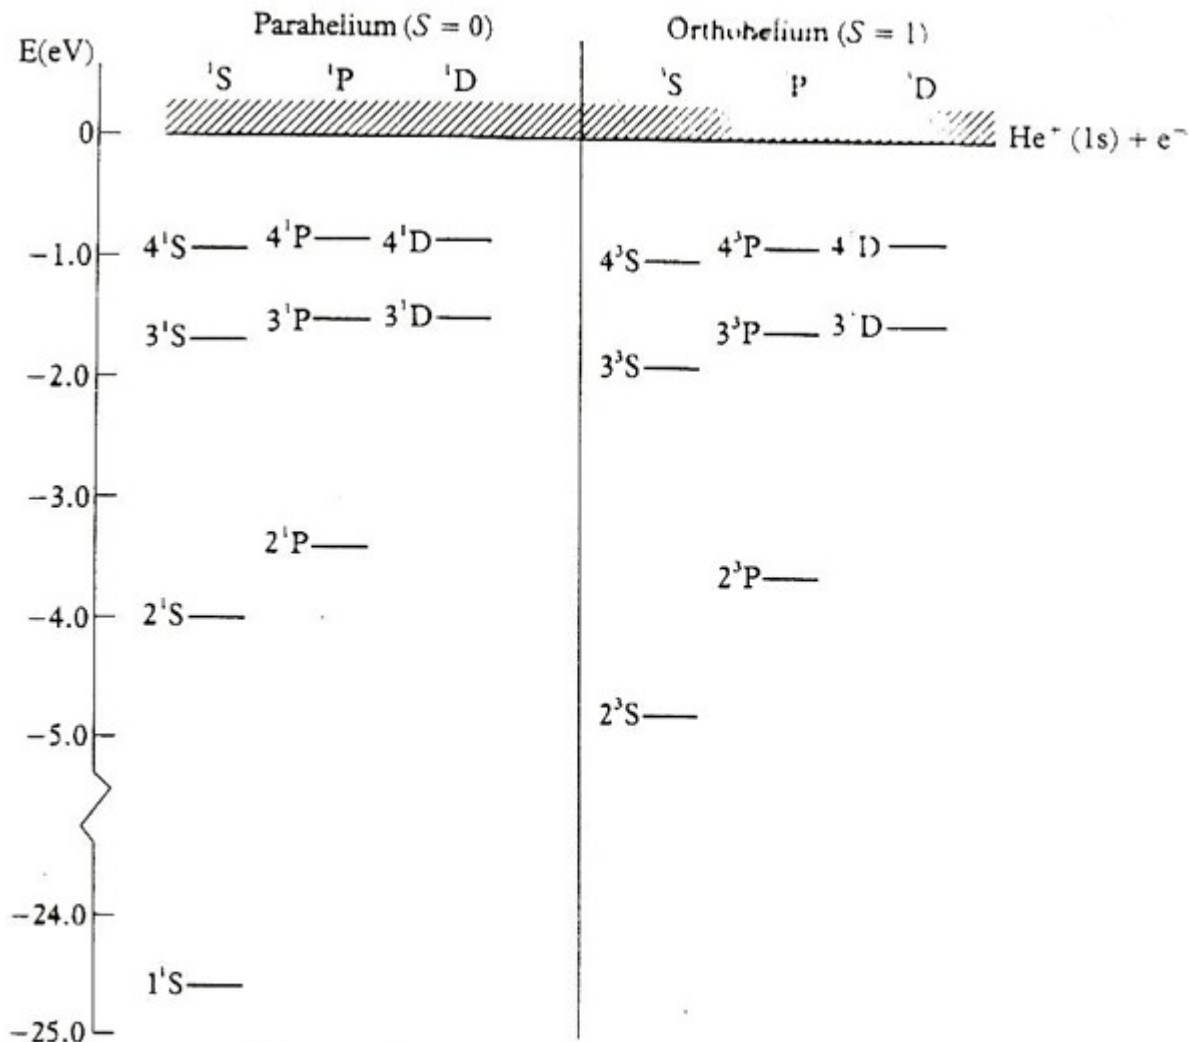 Parahelium (S = 0)
Orthohelium (S = 1)
E(eV)
¹S ¹P ¹D
S P D
0
He⁺ (1s) + e⁻
4¹S 4¹P 4¹D
4³S 4³P 4 D
−1.0
3¹S 3¹P 3¹D
3³S 3³P 3 D
−2.0
−3.0
2¹P
2³P
2¹S
−4.0
2³S
−5.0
−24.0
1¹S
−25.0